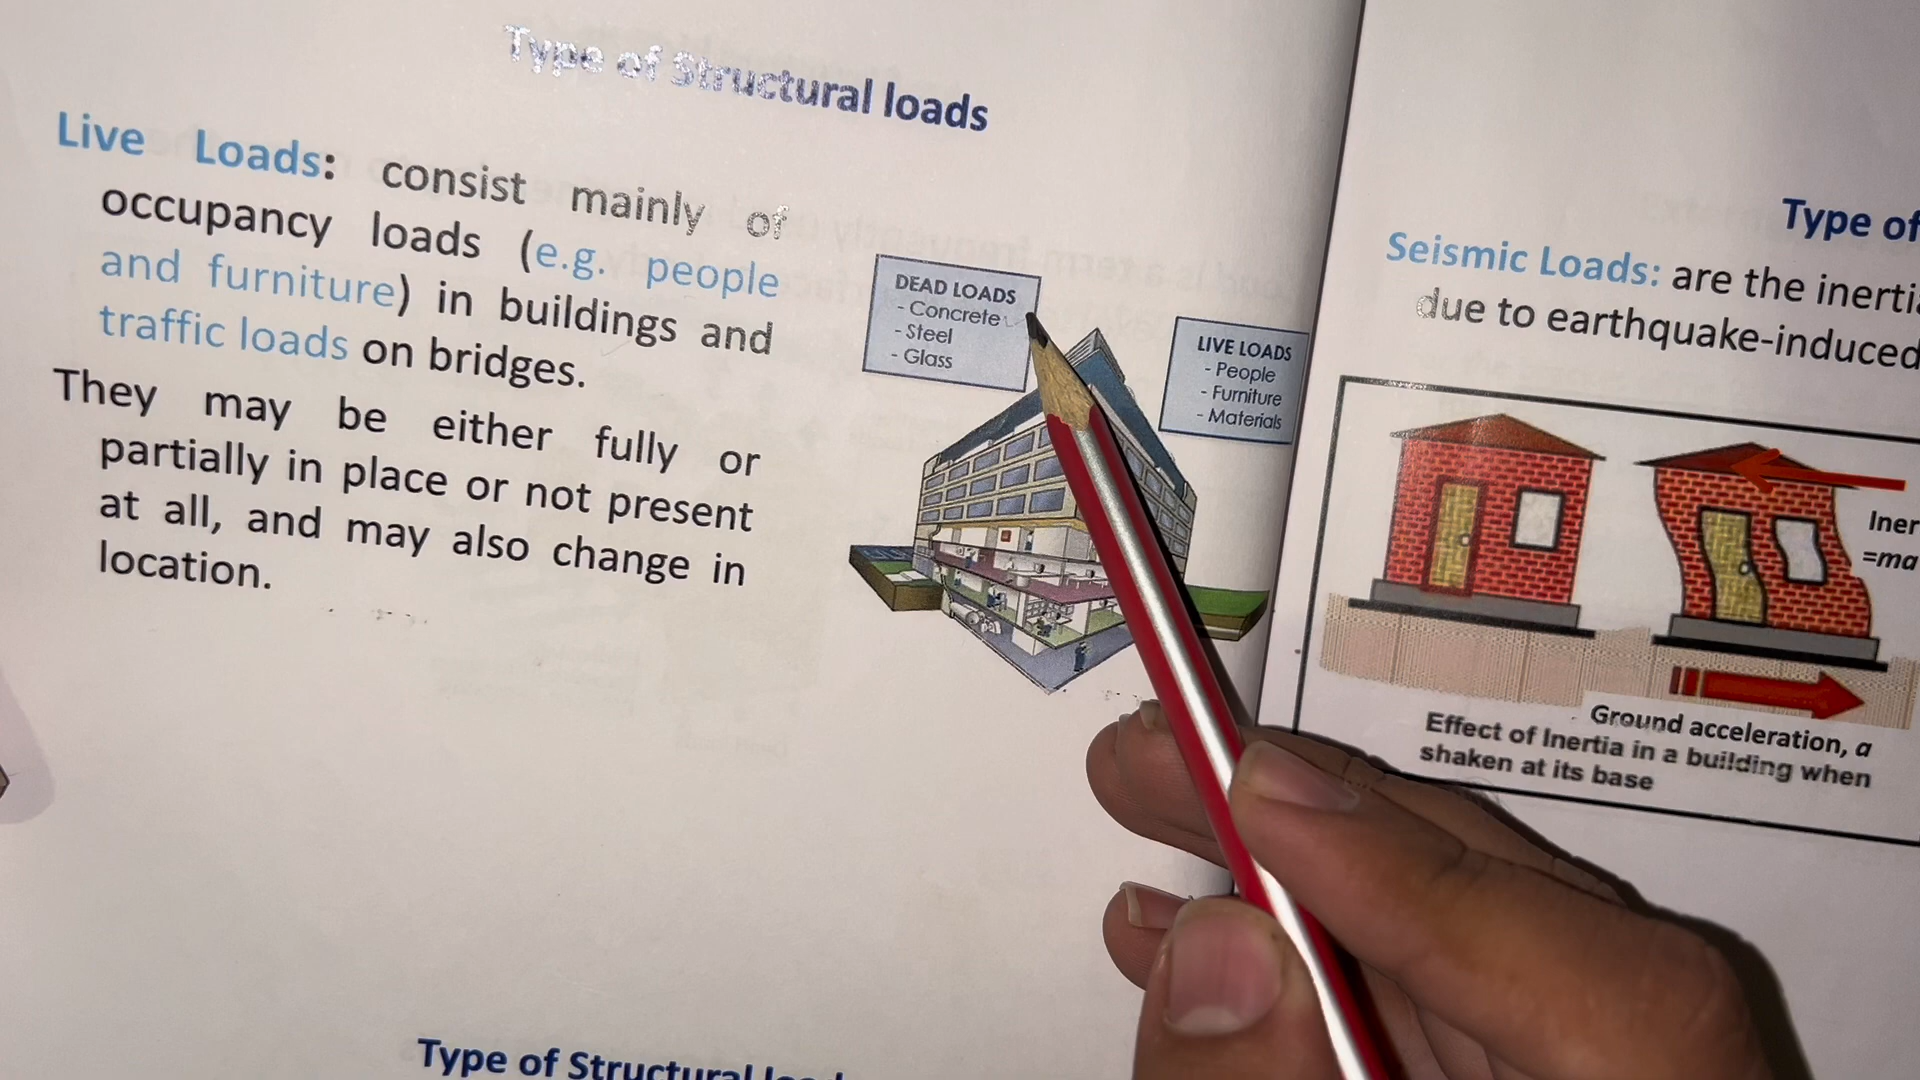 Type of Structural loads
Live Loads: consist mainly of
occupancy loads (e.g. people
and furniture) in buildings and
traffic loads on bridges.
They may be either fully or
partially in place or not present
at all, and may also change in
location.
DEAD LOADS
- Concrete
- Steel
- Glass
LIVE LOADS
- People
- Furniture
- Materials
Type of Structural
Type of
Seismic Loads: are the
due to earthquake-induced
=ma
Ground acceleration, a
Effect of Inertia in a building when
shaken at its base